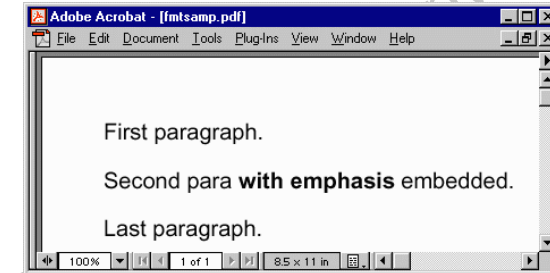 Adobe Acrobat - [fmtsamp.pdf]
File Edit Document Tools Plug-Ins View Window Help
First paragraph.
Second para with emphasis embedded.
Last paragraph.
100% 1 of 1 8.5 x 11 in